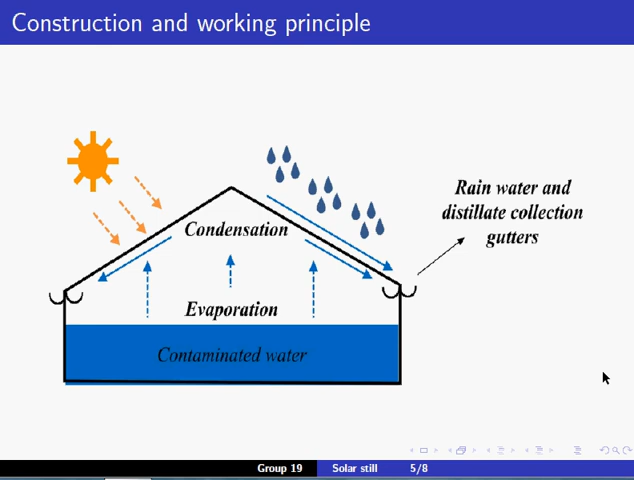 Construction and working principle
Rain water and
distillate collection
gutters
Condensation
Evaporation
Contaminated water
Group 19
Solar still
5/8